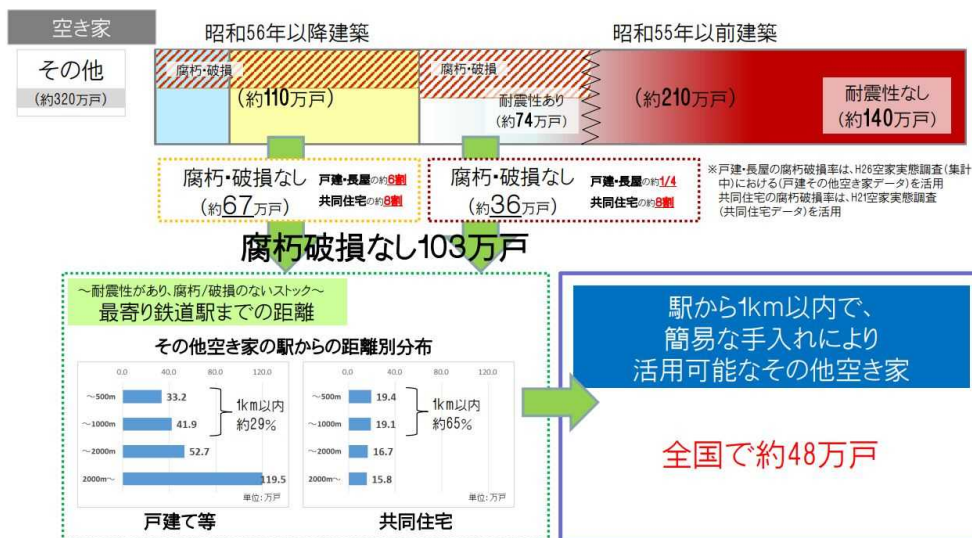 空き家
昭和56年以降建築
昭和55年以前建築
その他
(約320万戸)
腐朽・破損
(約110万戸)
腐朽・破損
耐震性あり
(約74万戸)
(約210万戸)
耐震性なし
(約140万戸)
腐朽・破損なし
(約67万戸)
戸建・長屋の約6割
共同住宅の約8割
腐朽・破損なし
(約36万戸)
戸建・長屋の約1/4
共同住宅の約8割
※戸建・長屋の腐朽破損率は、H26空家実態調査(集計
中)における(戸建その他空き家データ)を活用
共同住宅の腐朽破損率は、H21空家実態調査
(共同住宅データ)を活用
腐朽破損なし103万戸
~耐震性があり、腐朽/破損のないストック~
最寄り鉄道駅までの距離
その他空き家の駅からの距離別分布
0.0 40.0 80.0 120.0
~500m 33.2
~1000m 41.9
~2000m 52.7
2000m~ 119.5
1km以内
約29%
単位:万戸
戸建て等
0.0 40.0 80.0 120.0
~500m 19.4
~1000m 19.1
~2000m 16.7
2000m~ 15.8
1km以内
約65%
単位:万戸
共同住宅
駅から1km以内で、
簡易な手入れにより
活用可能なその他空き家
全国で約48万戸